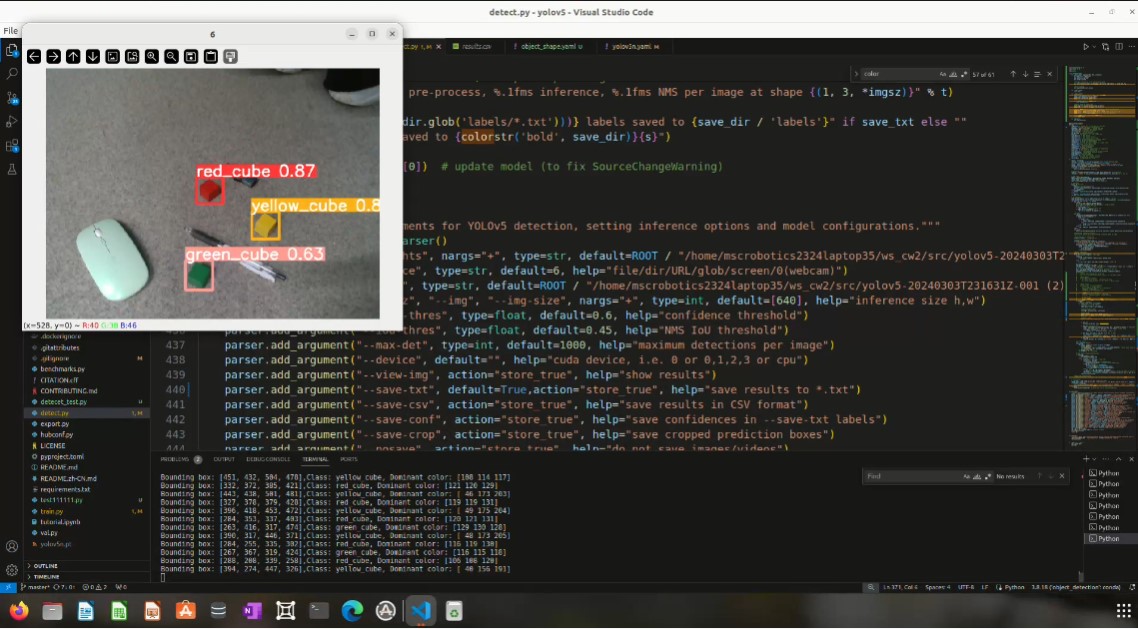 detect.py - yolov5 - Visual Studio Code
File
6
results.csv
object_shape.yaml U
yolov5n.yaml M
color
57 of 61
pre-process, %.1fms inference, %.1fms NMS per image at shape {(1, 3, *imgsz)}" % t)
dir.glob('labels/*.txt')))} labels saved to {save_dir / 'labels'}" if save_txt else ""
aved to {colorstr('bold', save_dir)}{s}")
[0])  # update model (to fix SourceChangeWarning)
ments for YOLOv5 detection, setting inference options and model configurations."""
arser()
nts", nargs="+", type=str, default=ROOT / "/home/mscrobotics2324laptop35/ws_cw2/src/yolov5-20240303T2
ce", type=str, default=6, help="file/dir/URL/glob/screen/0(webcam)")
, type=str, default=ROOT / "/home/mscrobotics2324laptop35/ws_cw2/src/yolov5-20240303T231631Z-001 (2)
z", "--img", "--img-size", nargs="+", type=int, default=[640], help="inference size h,w")
-thres", type=float, default=0.6, help="confidence threshold")
thres", type=float, default=0.45, help="NMS IoU threshold")
437 parser.add_argument("--max-det", type=int, default=1000, help="maximum detections per image")
438 parser.add_argument("--device", default="", help="cuda device, i.e. 0 or 0,1,2,3 or cpu")
439 parser.add_argument("--view-img", action="store_true", help="show results")
440 parser.add_argument("--save-txt", default=True,action="store_true", help="save results to *.txt")
441 parser.add_argument("--save-csv", action="store_true", help="save results in CSV format")
442 parser.add_argument("--save-conf", action="store_true", help="save confidences in --save-txt labels")
443 parser.add_argument("--save-crop", action="store_true", help="save cropped prediction boxes")
red_cube 0.87
yellow_cube 0.8
green_cube 0.63
(x=528, y=0) ~ R:40 G:38 B:46
.dockerignore
.gitattributes
.gitignore M
benchmarks.py
CITATION.cff
CONTRIBUTING.md
detecet_test.py U
detect.py 1, M
export.py
hubconf.py
LICENSE
pyproject.toml
README.md
README.zh-CN.md
requirements.txt
test111111.py U
train.py 1, M
tutorial.ipynb
val.py
yolov5n.pt
OUTLINE
TIMELINE
PROBLEMS 2 OUTPUT DEBUG CONSOLE TERMINAL PORTS
Find
No results
Bounding box: [451, 432, 504, 478],Class: yellow_cube, Dominant color: [108 114 117]
Bounding box: [332, 372, 385, 421],Class: red_cube, Dominant color: [121 120 129]
Bounding box: [443, 430, 501, 481],Class: yellow_cube, Dominant color: [ 46 173 203]
Bounding box: [327, 378, 379, 428],Class: red_cube, Dominant color: [119 119 131]
Bounding box: [396, 418, 453, 472],Class: yellow_cube, Dominant color: [ 49 175 204]
Bounding box: [284, 353, 337, 403],Class: red_cube, Dominant color: [120 121 131]
Bounding box: [263, 416, 317, 474],Class: green_cube, Dominant color: [129 130 128]
Bounding box: [390, 317, 446, 371],Class: yellow_cube, Dominant color: [ 48 173 205]
Bounding box: [284, 255, 335, 302],Class: red_cube, Dominant color: [116 119 130]
Bounding box: [267, 367, 319, 424],Class: green_cube, Dominant color: [116 115 110]
Bounding box: [288, 208, 339, 258],Class: red_cube, Dominant color: [106 108 129]
Bounding box: [394, 274, 447, 326],Class: yellow_cube, Dominant color: [ 40 156 191]
Python
Python
Python
Python
Python
Python
Python
master*
Ln 373, Col 6 Spaces: 4 UTF-8 LF Python 3.8.18 ('object_detection': conda)